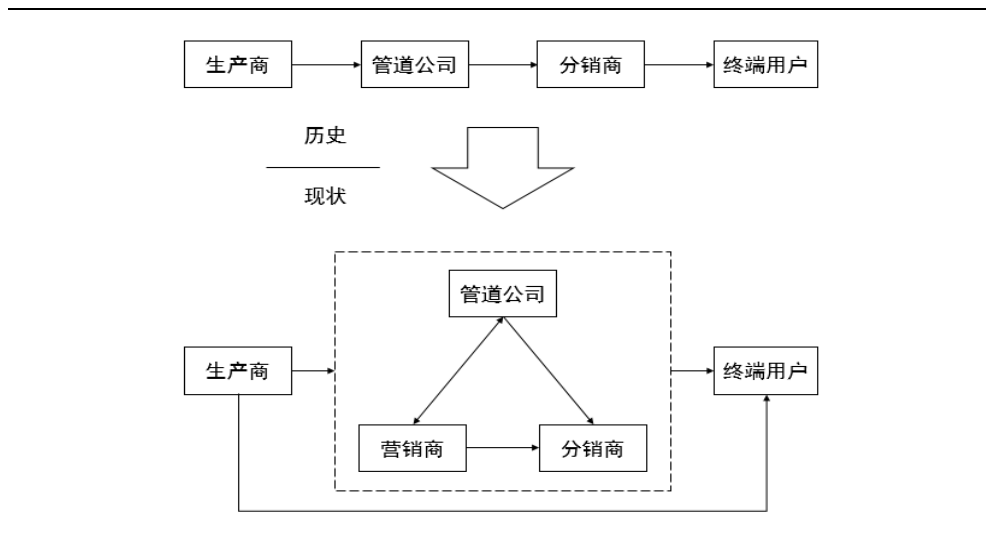 生产商 管道公司 分销商 终端用户
历史
现状
管道公司
生产商 终端用户
营销商 分销商